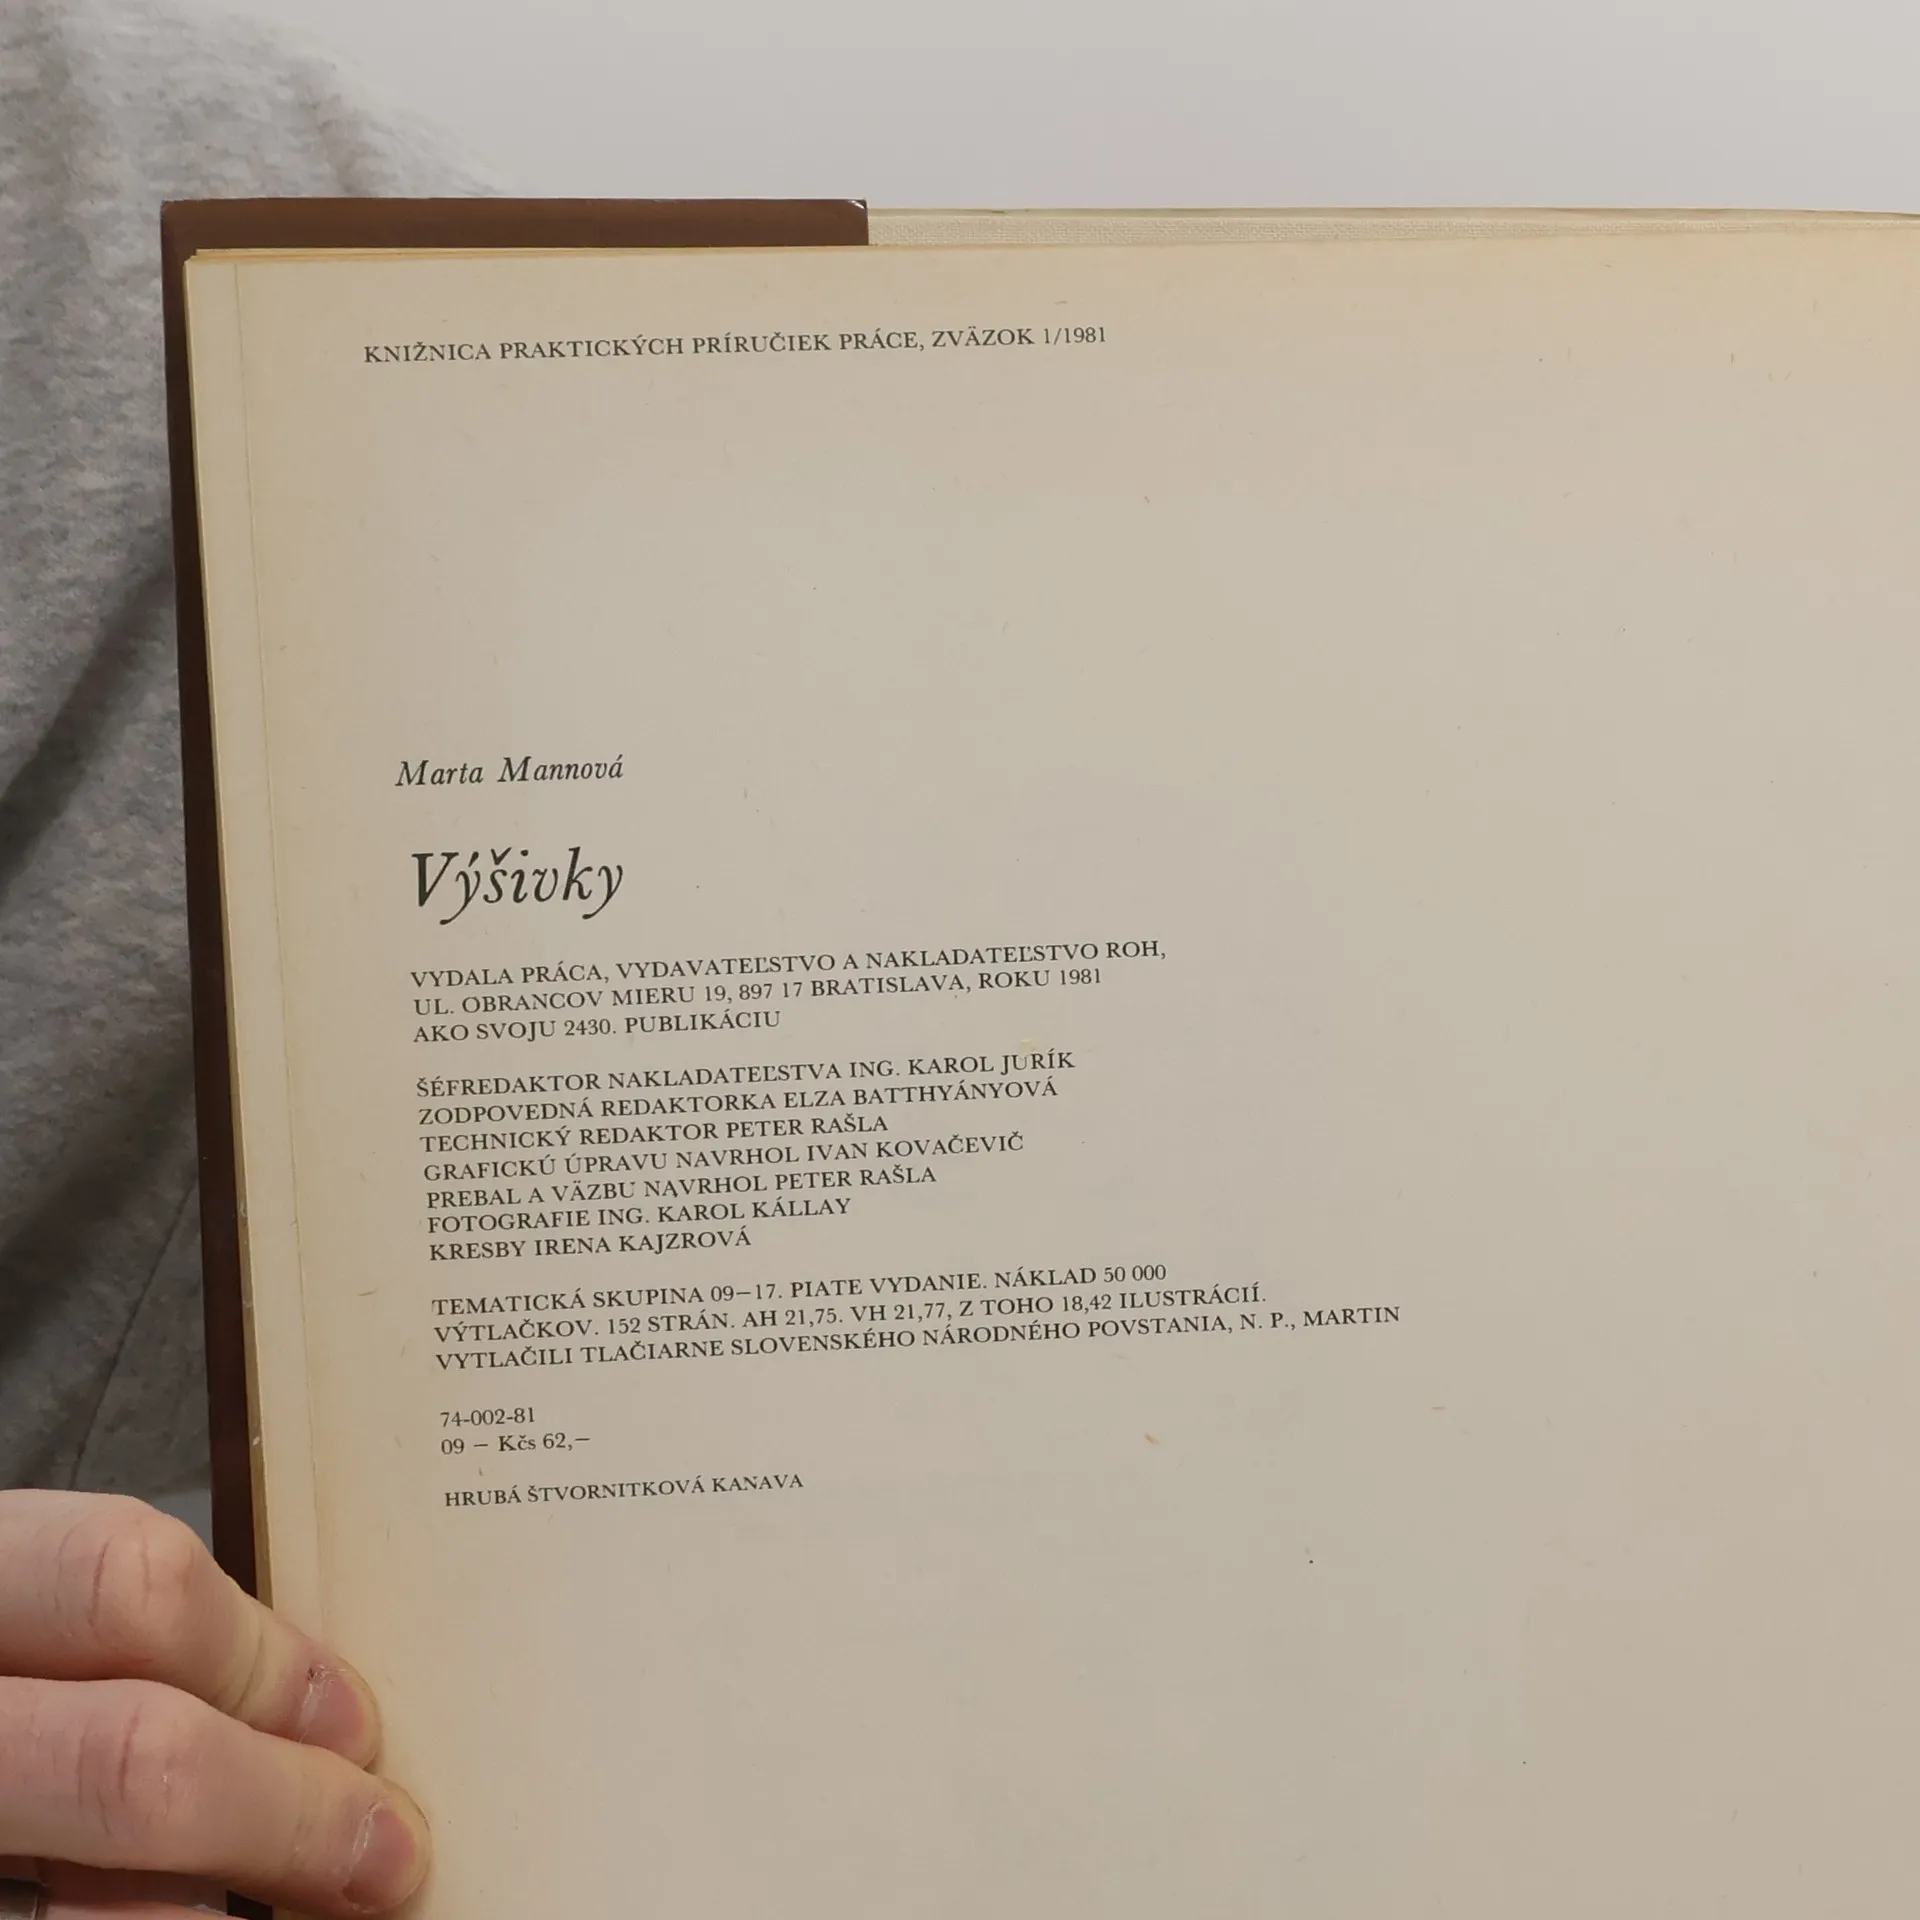 KNIŽNICA PRAKTICKÝCH PRÍRUČIEK PRÁCE, ZVÄZOK 1/1981
Marta Mannová
Výšivky
VYDALA PRÁCA, VYDAVATEĽSTVO A NAKLADATEĽSTVO ROH,
UL. OBRANCOV MIERU 19, 897 17 BRATISLAVA, ROKU 1981
AKO SVOJU 2430. PUBLIKÁCIU
ŠÉFREDAKTOR NAKLADATEĽSTVA ING. KAROL JURÍK
ZODPOVEDNÁ REDAKTORKA ELZA BATTHYÁNYOVÁ
TECHNICKÝ REDAKTOR PETER RAŠLA
GRAFICKÚ ÚPRAVU NAVRHOL IVAN KOVAČEVIČ
PREBAL A VÄZBU NAVRHOL PETER RAŠLA
FOTOGRAFIE ING. KAROL KÁLLAY
KRESBY IRENA KAJZROVÁ
TEMATICKÁ SKUPINA 09–17. PIATE VYDANIE. NÁKLAD 50 000
VÝTLAČKOV. 152 STRÁN. AH 21,75. VH 21,77, Z TOHO 18,42 ILUSTRÁCIÍ.
VYTLAČILI TLAČIARNE SLOVENSKÉHO NÁRODNÉHO POVSTANIA, N. P., MARTIN
74-002-81
09 – Kčs 62,–
HRUBÁ ŠTVORNITKOVÁ KANAVA